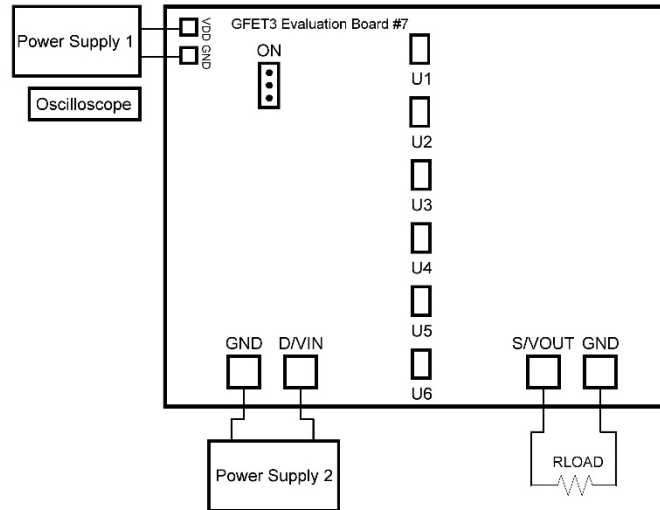 GFET3 Evaluation Board #7
Power Supply 1
VDD
GND
ON
Oscilloscope
U1
U2
U3
U4
U5
U6
GND D/VIN
S/VOUT GND
Power Supply 2
RLOAD